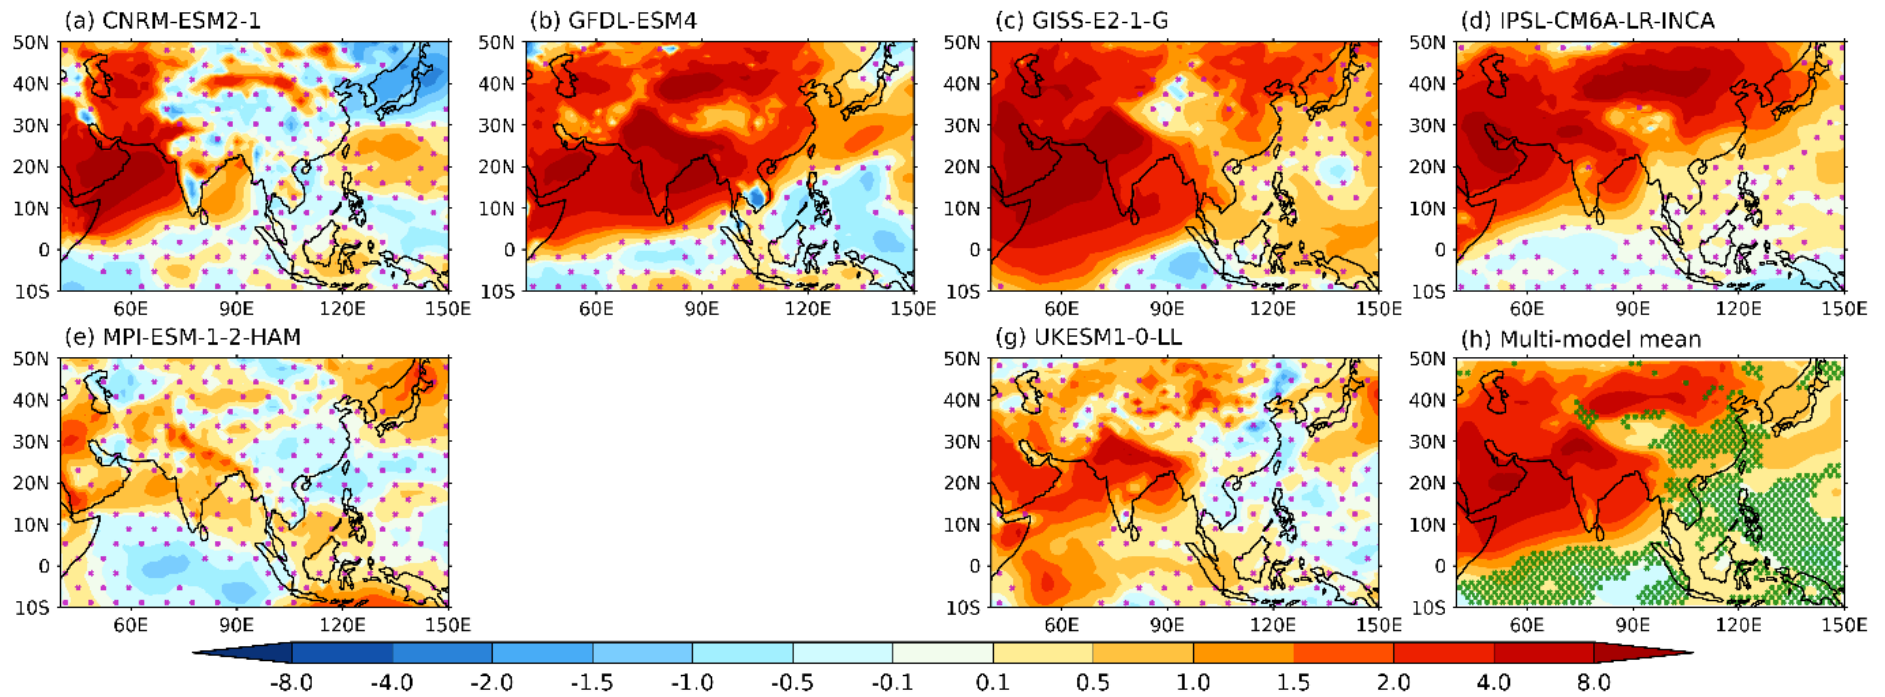 (a) CNRM-ESM2-1
(b) GFDL-ESM4
(c) GISS-E2-1-G
(d) IPSL-CM6A-LR-INCA
50N 50N 50N 50N
40N 40N 40N 40N
30N 30N 30N 30N
20N 20N 20N 20N
10N 10N 10N 10N
0 0 0 0
10S 10S 10S 10S
60E 90E 120E 150E 60E 90E 120E 150E 60E 90E 120E 150E 60E 90E 120E 150E
(e) MPI-ESM-1-2-HAM
(g) UKESM1-0-LL
(h) Multi-model mean
50N 50N 50N
40N 40N 40N
30N 30N 30N
20N 20N 20N
10N 10N 10N
0 0 0
10S 10S 10S
60E 90E 120E 150E 60E 90E 120E 150E 60E 90E 120E 150E
-8.0 -4.0 -2.0 -1.5 -1.0 -0.5 -0.1 0.1 0.5 1.0 1.5 2.0 4.0 8.0